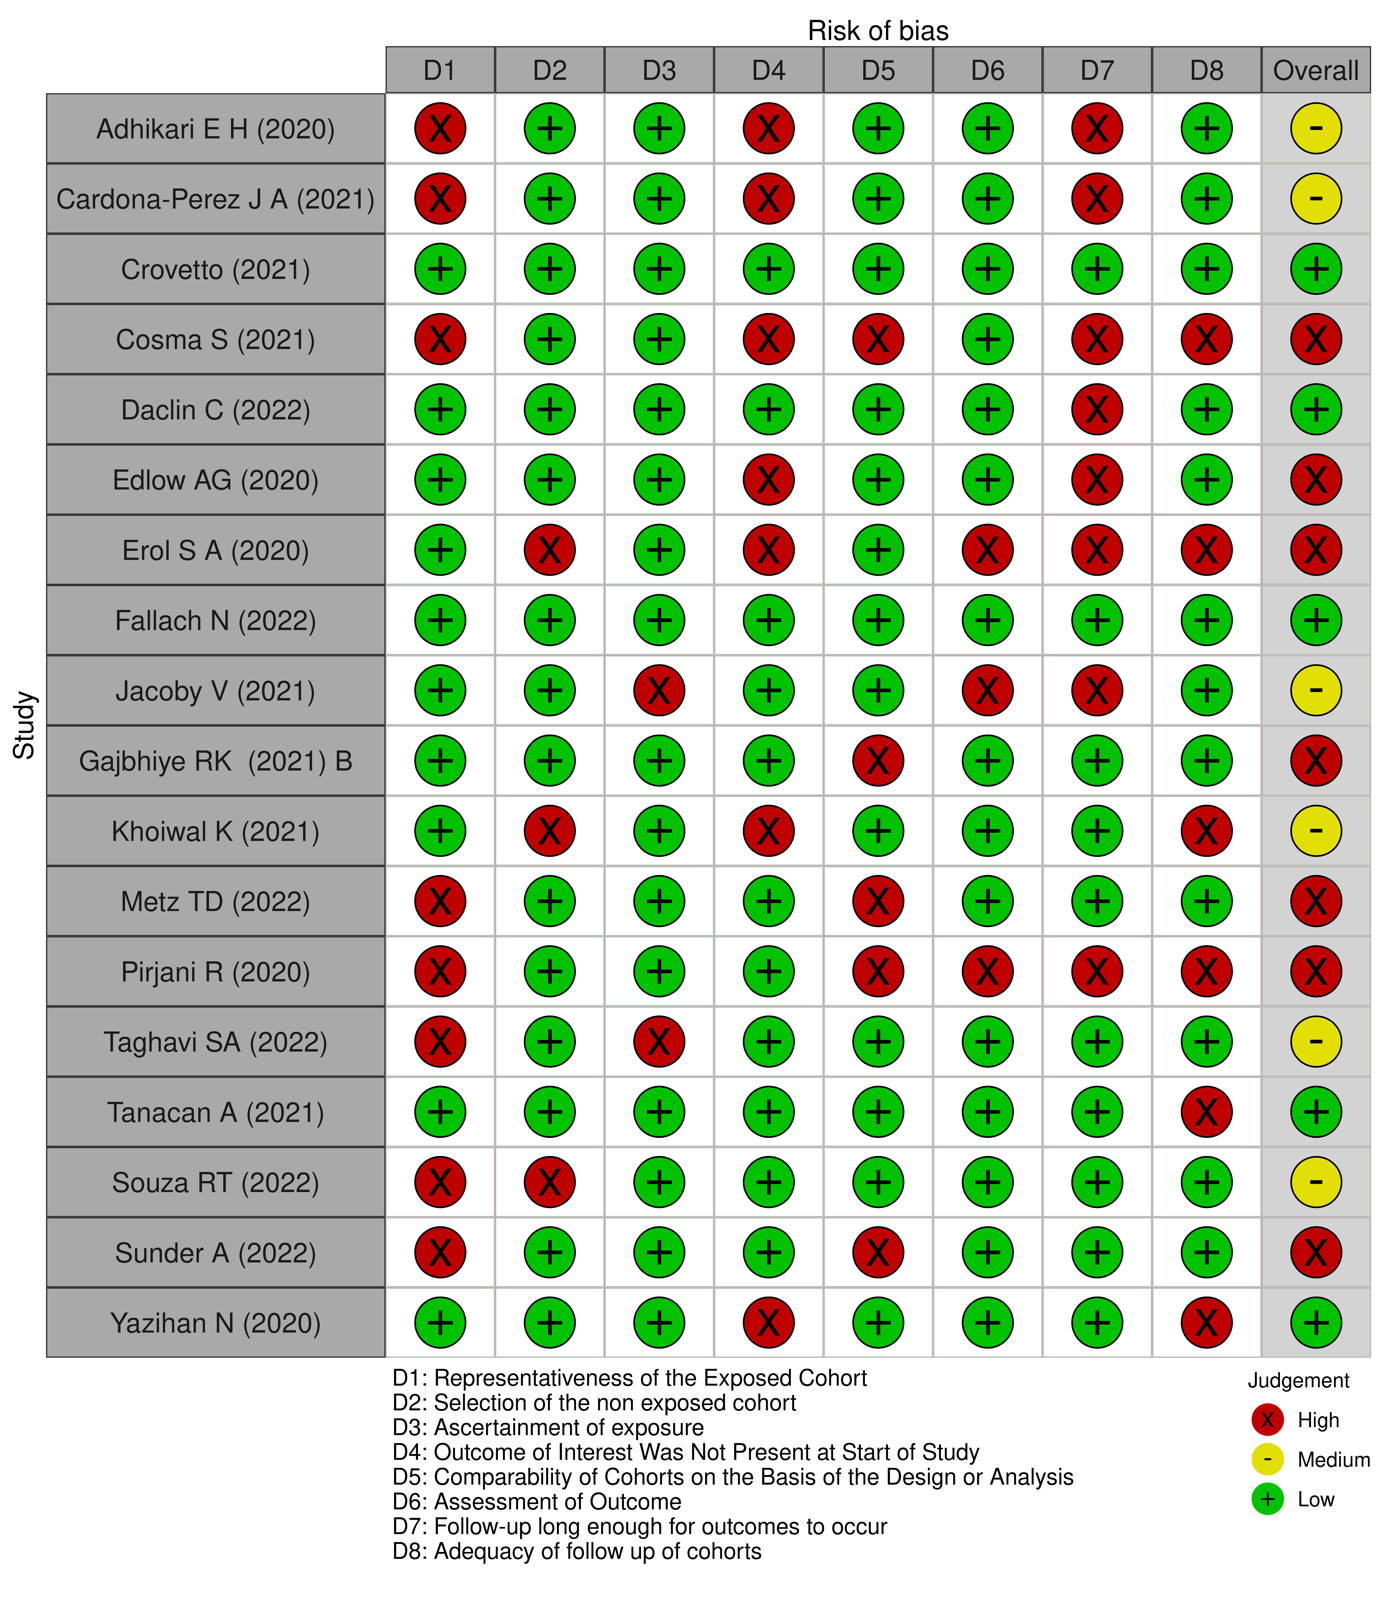 Risk of bias
D1 D2 D3 D4 D5 D6 D7 D8 Overall
Adhikari E H (2020) X + + X + + X + -
Cardona-Perez J A (2021) X + + X + + X + -
Crovetto (2021) + + + + + + + + +
Cosma S (2021) X + + X X + X X X
Daclin C (2022) + + + + + + X + +
Edlow AG (2020) + + + X + + X + X
Erol S A (2020) + X + X + X X X X
Fallach N (2022) + + + + + + + + +
Jacoby V (2021) + + X + + X X + -
Study
Gajbhiye RK  (2021) B + + + + X + + + X
Khoiwal K (2021) + X + X + + + X -
Metz TD (2022) X + + + X + + + X
Pirjani R (2020) X + + + X X X X X
Taghavi SA (2022) X + X + + + + + -
Tanacan A (2021) + + + + + + + X +
Souza RT (2022) X X + + + + + + -
Sunder A (2022) X + + + X + + + X
Yazihan N (2020) + + + X + + + X +
D1: Representativeness of the Exposed Cohort
D2: Selection of the non exposed cohort
D3: Ascertainment of exposure
D4: Outcome of Interest Was Not Present at Start of Study
D5: Comparability of Cohorts on the Basis of the Design or Analysis
D6: Assessment of Outcome
D7: Follow-up long enough for outcomes to occur
D8: Adequacy of follow up of cohorts
Judgement
X High
- Medium
+ Low